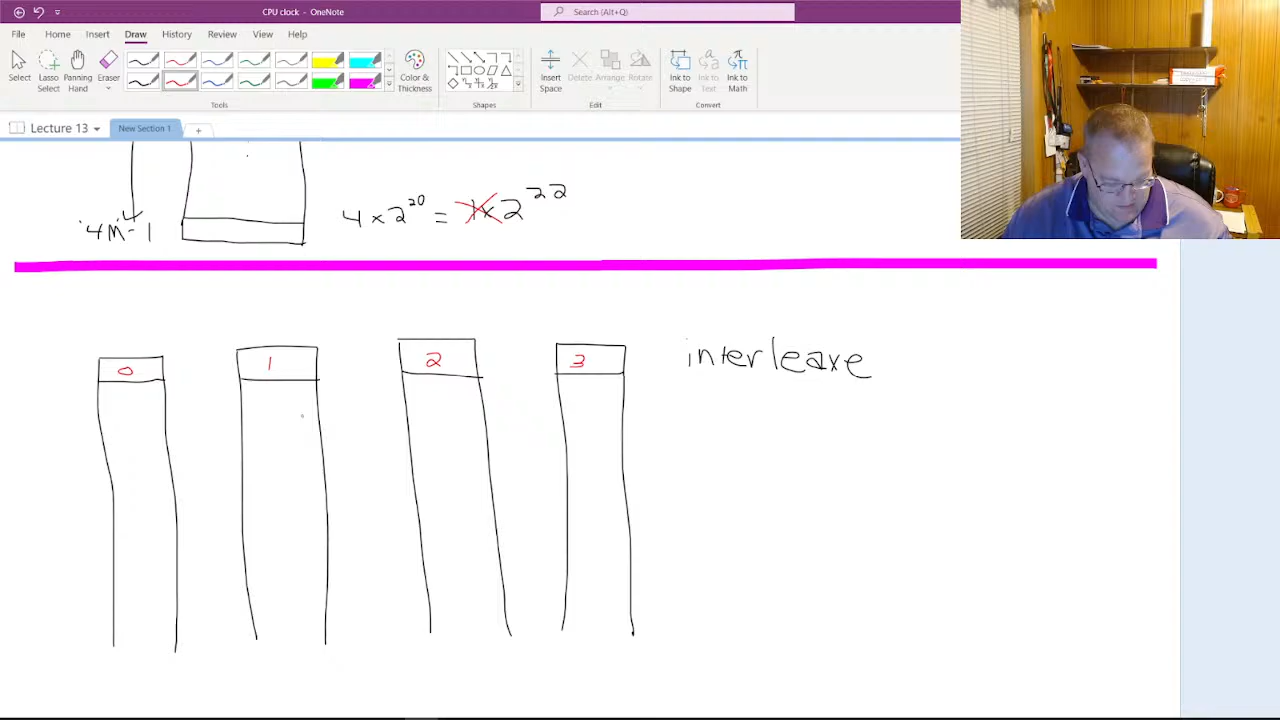 CPU clock — OneNote
Search (Alt+Q)
File Home Insert Draw History Review View Help
Select
Lasso Select
Panning Hand
Eraser
Thickness
Insert Space
Delete
Arrange
Rotate
Ink to Shape
Ink to Text
Ink to Math
Tools
Shapes
Edit
Convert
Lecture 13
New Section 1
+
4M-1
4 x 2^20 = 1x 2^22
0 1 2 3
interleave